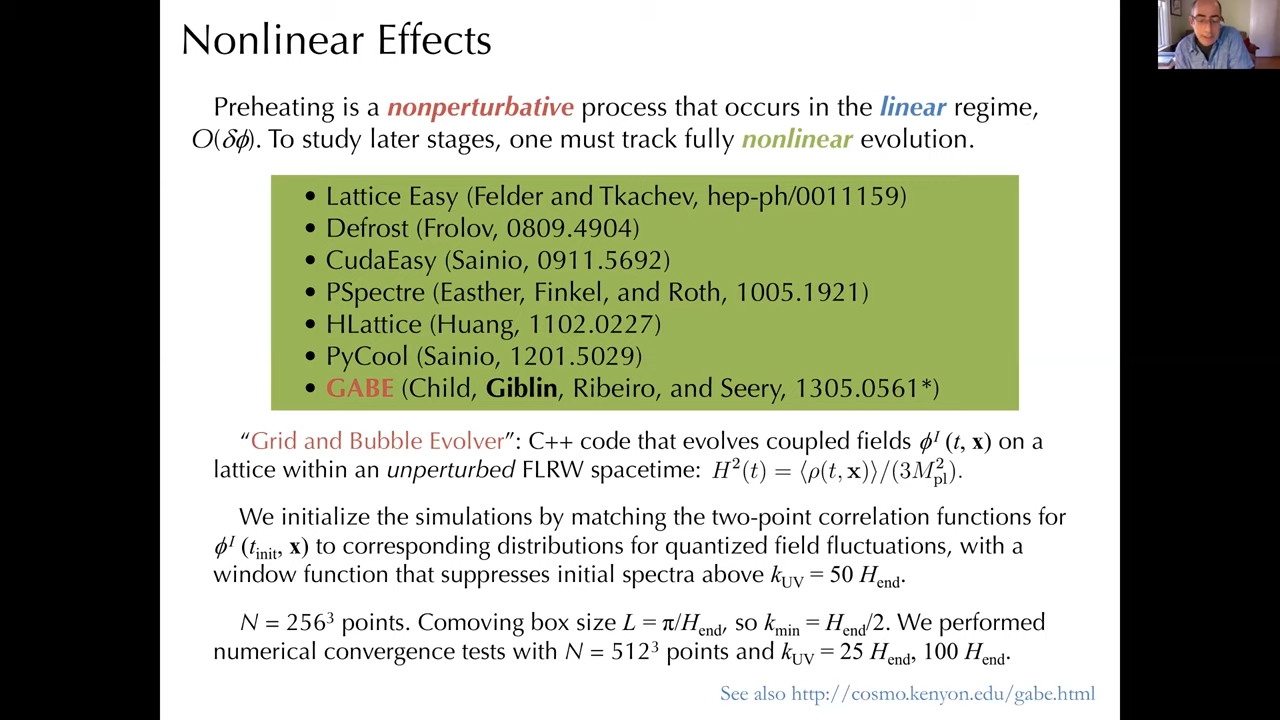 Nonlinear Effects
Preheating is a nonperturbative process that occurs in the linear regime,
O(δϕ). To study later stages, one must track fully nonlinear evolution.
• Lattice Easy (Felder and Tkachev, hep-ph/0011159)
• Defrost (Frolov, 0809.4904)
• CudaEasy (Sainio, 0911.5692)
• PSpectre (Easther, Finkel, and Roth, 1005.1921)
• HLattice (Huang, 1102.0227)
• PyCool (Sainio, 1201.5029)
• GABE (Child, Giblin, Ribeiro, and Seery, 1305.0561*)
“Grid and Bubble Evolver”: C++ code that evolves coupled fields ϕᴵ (t, x) on a
lattice within an unperturbed FLRW spacetime: H²(t) = ⟨ρ(t, x)⟩/(3M²_pl).
We initialize the simulations by matching the two-point correlation functions for
ϕᴵ (t_init, x) to corresponding distributions for quantized field fluctuations, with a
window function that suppresses initial spectra above k_UV = 50 H_end.
N = 256³ points. Comoving box size L = π/H_end, so k_min = H_end/2. We performed
numerical convergence tests with N = 512³ points and k_UV = 25 H_end, 100 H_end.
See also http://cosmo.kenyon.edu/gabe.html